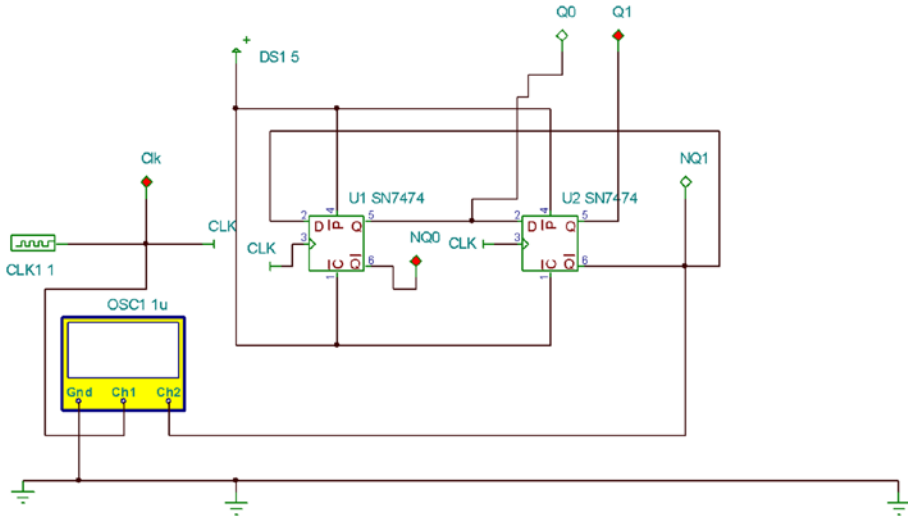 Q0 Q1
DS1 5
Clk
NQ1
U1 SN7474 U2 SN7474
2 4 5 2 4 5
D P Q D P Q
CLK
3 3
CLK NQ0 CLK
C Q C Q
1 6 1 6
CLK1 1
OSC1 1u
Gnd Ch1 Ch2